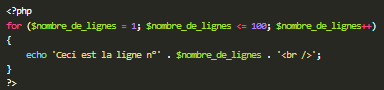 <?php
for ($nombre_de_lignes = 1; $nombre_de_lignes <= 100; $nombre_de_lignes++)
{
    echo 'Ceci est la ligne n°' . $nombre_de_lignes . '<br />';
}
?>